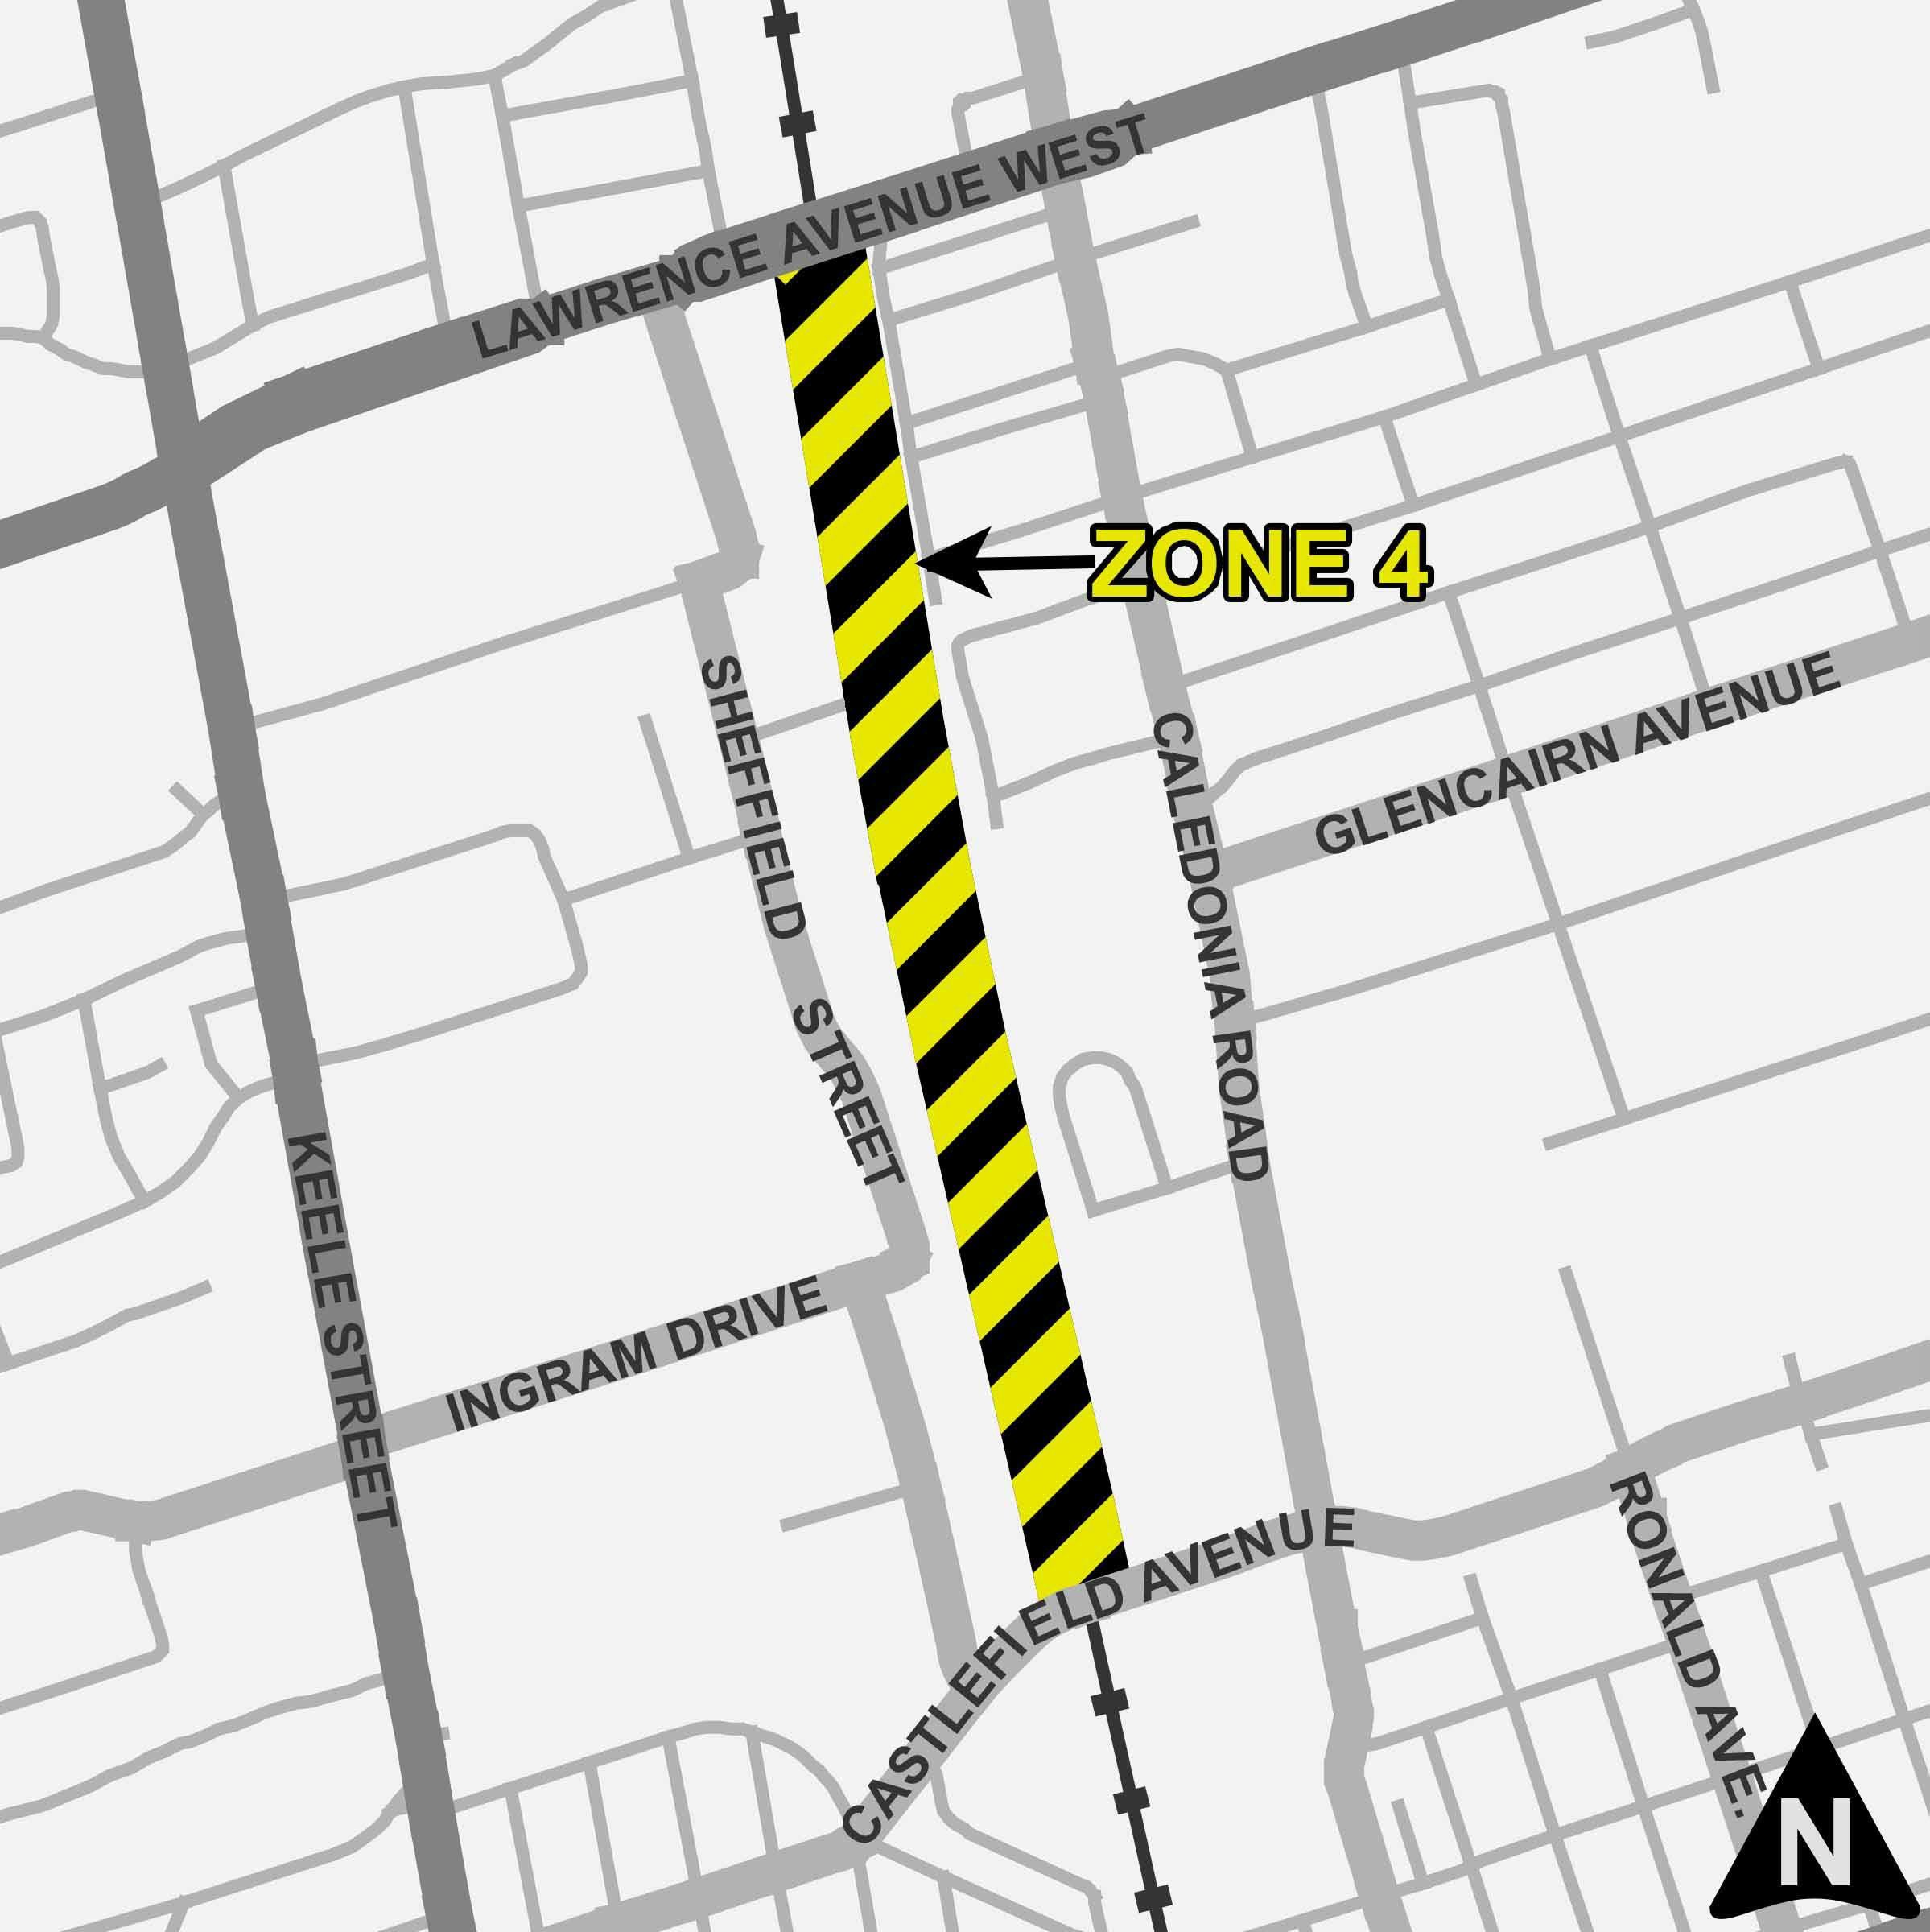 LAWRENCE AVENUE WEST
ZONE 4
SHEFFIELD STREET
CALEDONIA ROAD
GLENCAIRN AVENUE
KEELE STREET
INGRAM DRIVE
CASTLEFIELD AVENUE
RONALD AVE.
N